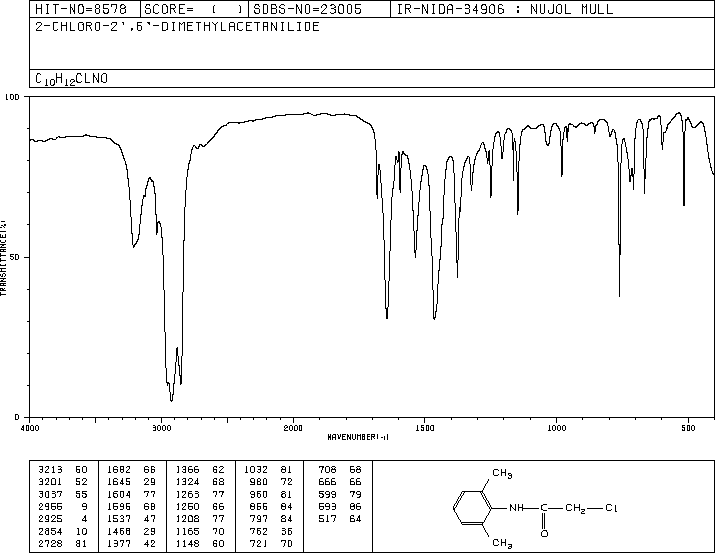 HIT-NO=8578 SCORE= ( ) SDBS-NO=23005 IR-NIDA-34906 : NUJOL MULL
2-CHLORO-2',6'-DIMETHYLACETANILIDE
C10H12CLNO
100
50
0
TRANSMITTANCE(%)
4000 3000 2000 1500 1000 500
WAVENUMBER(-1)
3213 50 1682 66 1366 62 1032 81 708 68
3201 52 1645 29 1324 68 980 72 666 66
3037 55 1604 77 1263 77 960 81 599 79
2956 9 1596 68 1250 66 866 84 593 86
2925 4 1537 47 1208 77 797 84 517 64
2854 10 1468 29 1165 70 762 36
2728 81 1377 42 1148 60 721 70
CH3
NH C CH2 Cl
O
CH3